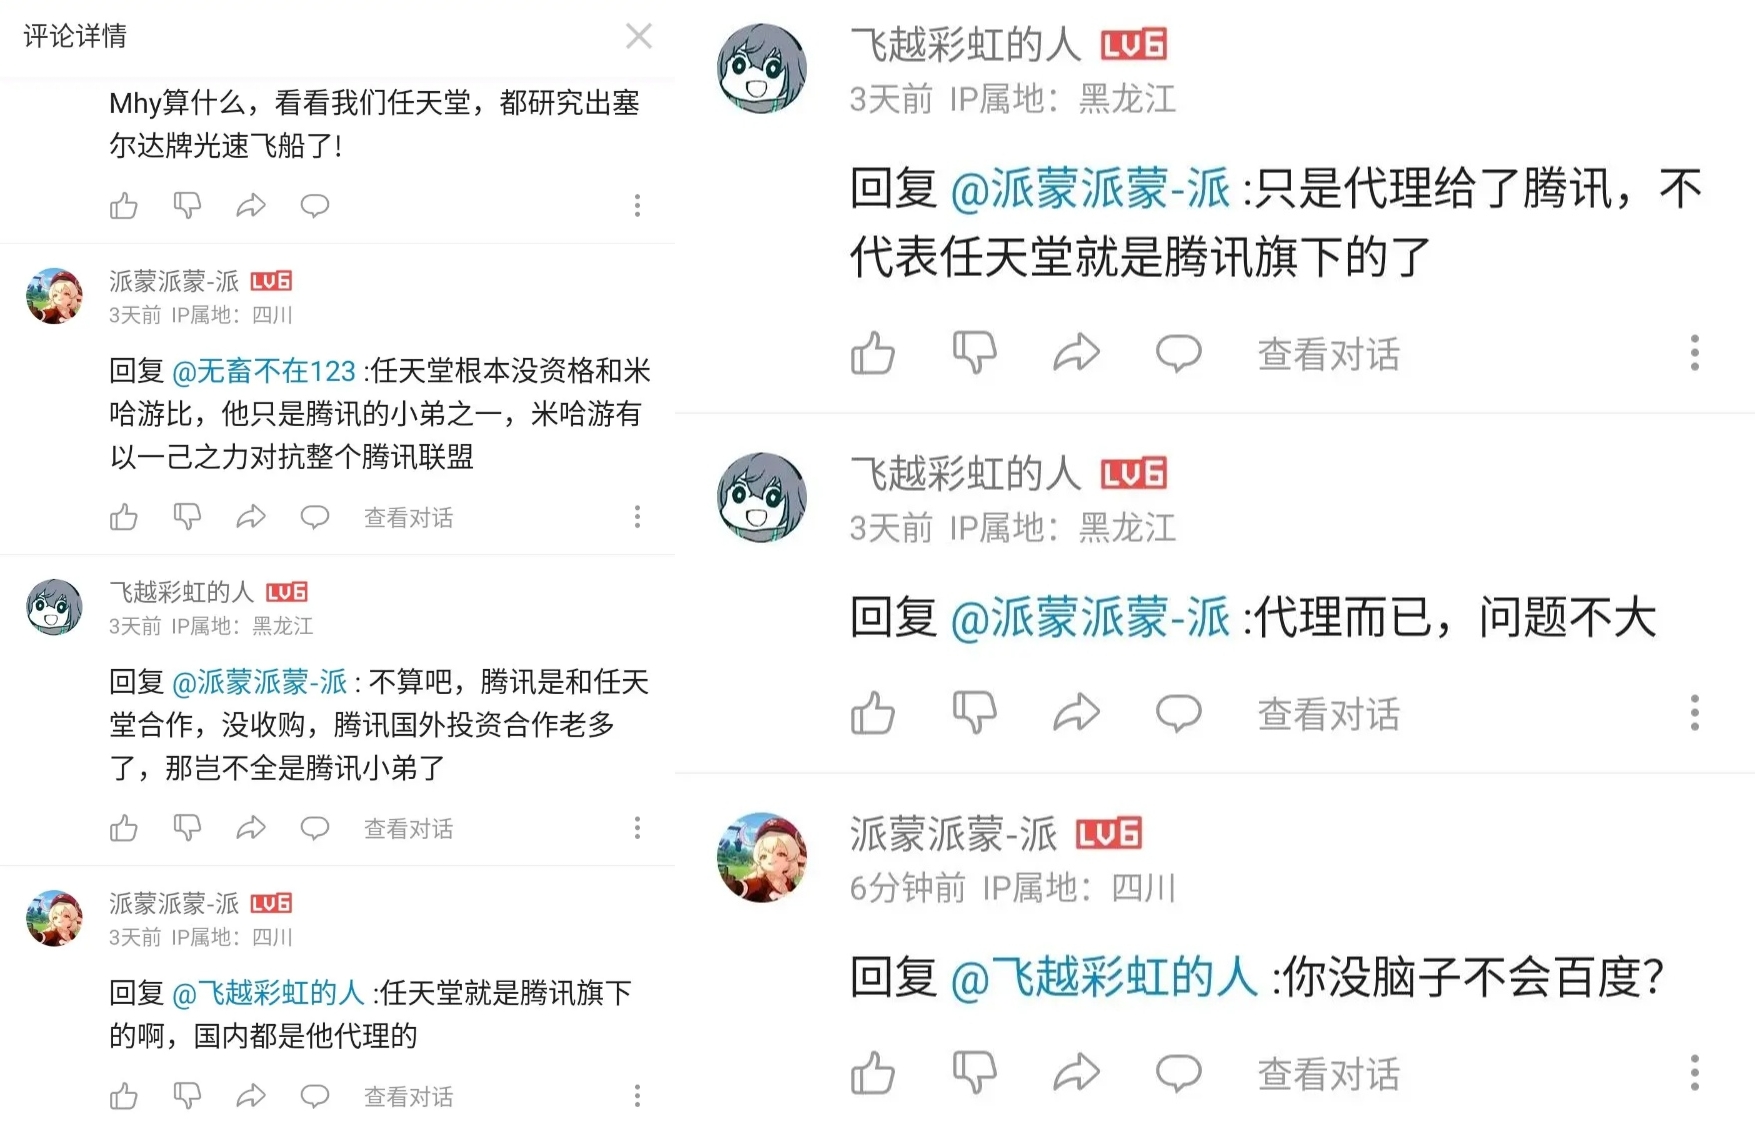 评论详情
Mhy算什么，看看我们任天堂，都研究出塞
尔达牌光速飞船了!
派蒙派蒙-派 LV6
3天前 IP属地：四川
回复 @无畜不在123 :任天堂根本没资格和米
哈游比，他只是腾讯的小弟之一，米哈游有
以一己之力对抗整个腾讯联盟
查看对话
飞越彩虹的人 LV6
3天前 IP属地：黑龙江
回复 @派蒙派蒙-派 : 不算吧，腾讯是和任天
堂合作，没收购，腾讯国外投资合作老多
了，那岂不全是腾讯小弟了
查看对话
派蒙派蒙-派 LV6
3天前 IP属地：四川
回复 @飞越彩虹的人 :任天堂就是腾讯旗下
的啊，国内都是他代理的
查看对话
飞越彩虹的人 LV6
3天前 IP属地：黑龙江
回复 @派蒙派蒙-派 :只是代理给了腾讯，不
代表任天堂就是腾讯旗下的了
查看对话
飞越彩虹的人 LV6
3天前 IP属地：黑龙江
回复 @派蒙派蒙-派 :代理而已，问题不大
查看对话
派蒙派蒙-派 LV6
6分钟前 IP属地：四川
回复 @飞越彩虹的人 :你没脑子不会百度？
查看对话